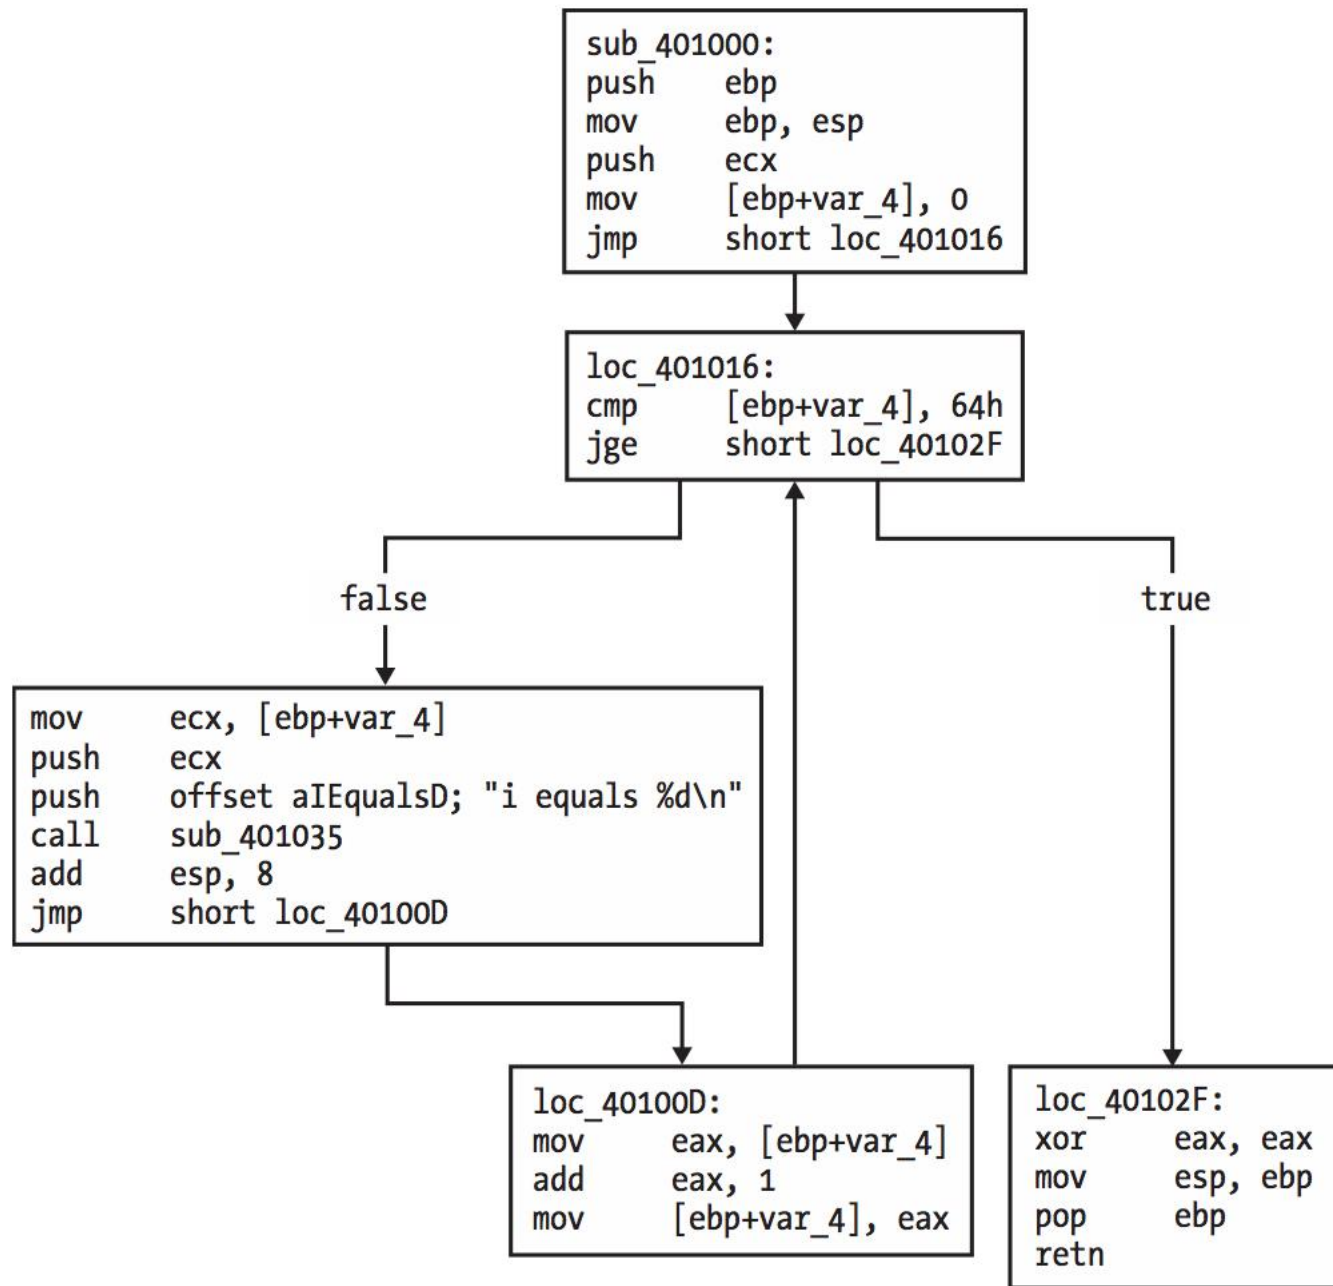 sub_401000:
push ebp
mov ebp, esp
push ecx
mov [ebp+var_4], 0
jmp short loc_401016
loc_401016:
cmp [ebp+var_4], 64h
jge short loc_40102F
false
true
mov ecx, [ebp+var_4]
push ecx
push offset aIEqualsD; "i equals %d\n"
call sub_401035
add esp, 8
jmp short loc_40100D
loc_40100D:
mov eax, [ebp+var_4]
add eax, 1
mov [ebp+var_4], eax
loc_40102F:
xor eax, eax
mov esp, ebp
pop ebp
retn